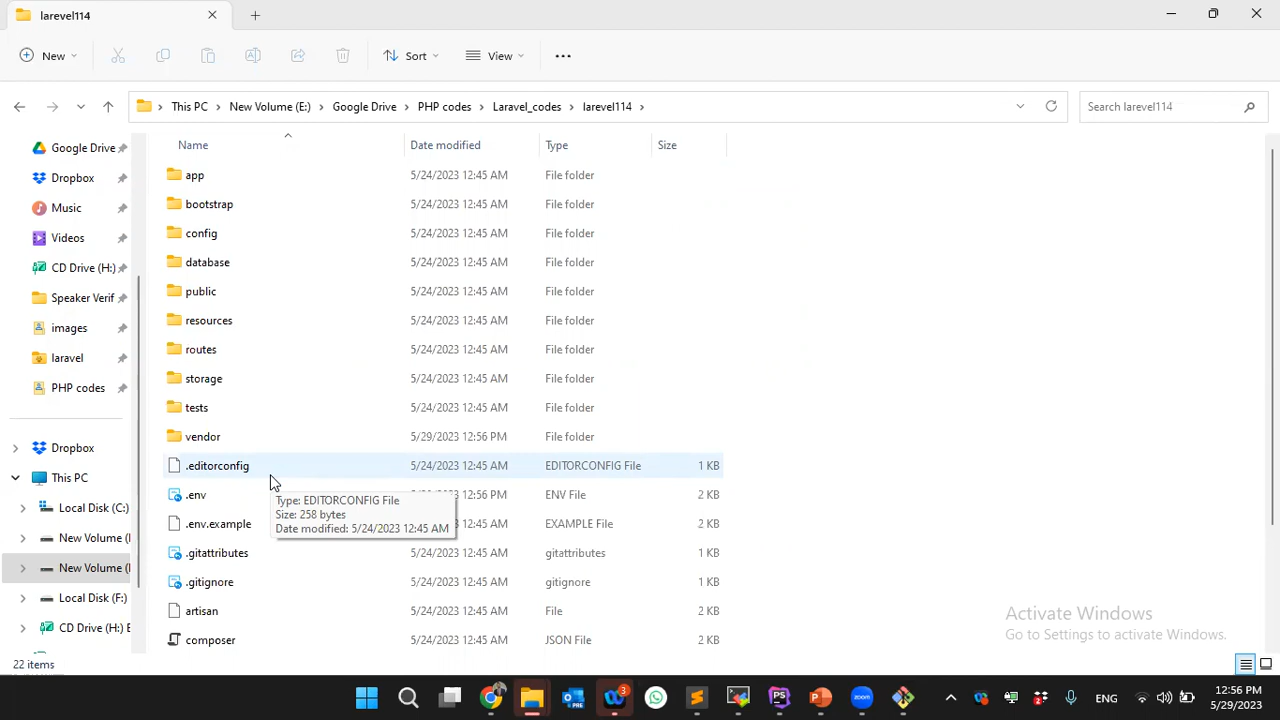 larevel114
New
Sort
View
This PC
New Volume (E:)
Google Drive
PHP codes
Laravel_codes
larevel114
Search larevel114
Name
Date modified
Type
Size
Google Drive
Dropbox
Music
Videos
CD Drive (H:)
Speaker Verif
images
laravel
PHP codes
Dropbox
This PC
Local Disk (C:)
New Volume (
New Volume (
Local Disk (F:)
CD Drive (H:) E
app 5/24/2023 12:45 AM File folder
bootstrap 5/24/2023 12:45 AM File folder
config 5/24/2023 12:45 AM File folder
database 5/24/2023 12:45 AM File folder
public 5/24/2023 12:45 AM File folder
resources 5/24/2023 12:45 AM File folder
routes 5/24/2023 12:45 AM File folder
storage 5/24/2023 12:45 AM File folder
tests 5/24/2023 12:45 AM File folder
vendor 5/29/2023 12:56 PM File folder
.editorconfig 5/24/2023 12:45 AM EDITORCONFIG File 1 KB
.env 12:56 PM ENV File 2 KB
.env.example 12:45 AM EXAMPLE File 2 KB
Type: EDITORCONFIG File
Size: 258 bytes
Date modified: 5/24/2023 12:45 AM
.gitattributes 5/24/2023 12:45 AM gitattributes 1 KB
.gitignore 5/24/2023 12:45 AM gitignore 1 KB
artisan 5/24/2023 12:45 AM File 2 KB
composer 5/24/2023 12:45 AM JSON File 2 KB
Activate Windows
Go to Settings to activate Windows.
22 items
3
PRE
zoom
ENG
12:56 PM
5/29/2023